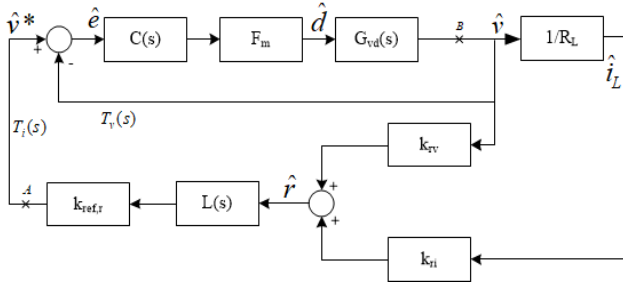 v̂* + - ê C(s) F_m d̂ G_vd(s) B v̂ 1/R_L
î_L
T_i(s) T_v(s)
k_rv
A k_ref,r L(s) r̂ + +
k_ri